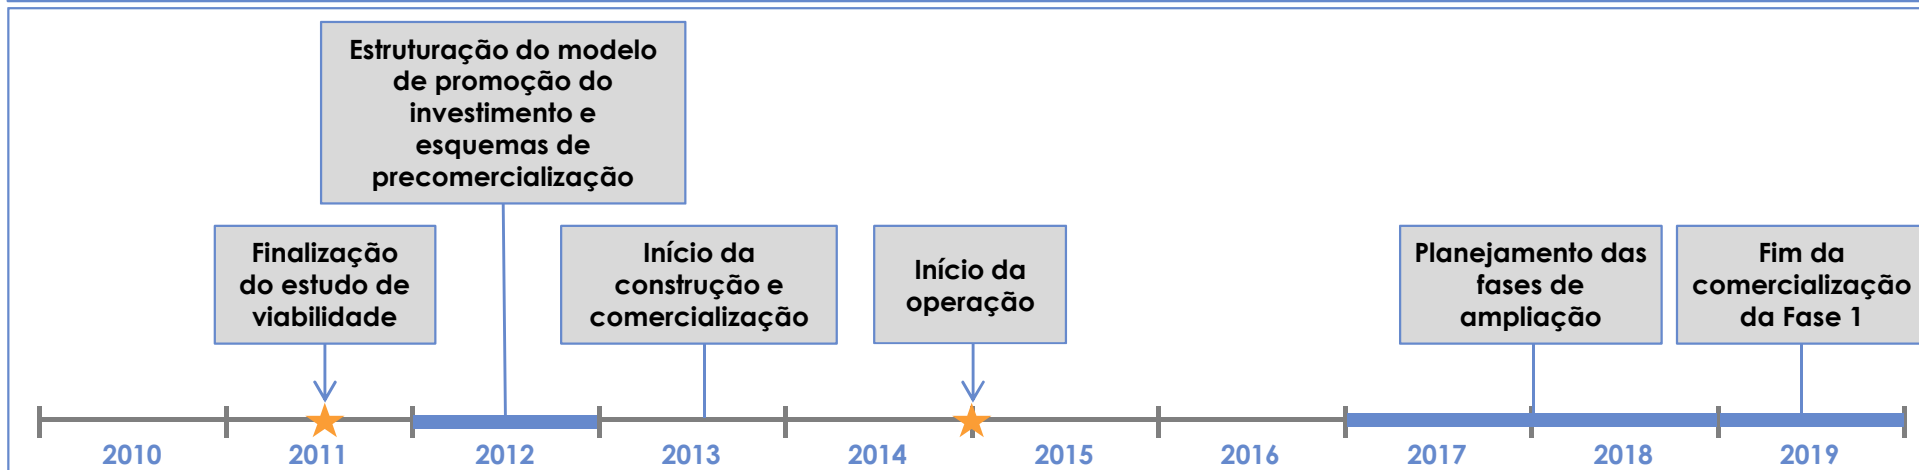 Estruturação do modelo
de promoção do
investimento e
esquemas de
precomercialização
Finalização
do estudo de
viabilidade
Início da
construção e
comercialização
Início da
operação
Planejamento das
fases de
ampliação
Fim da
comercialização
da Fase 1
2010
2011
2012
2013
2014
2015
2016
2017
2018
2019